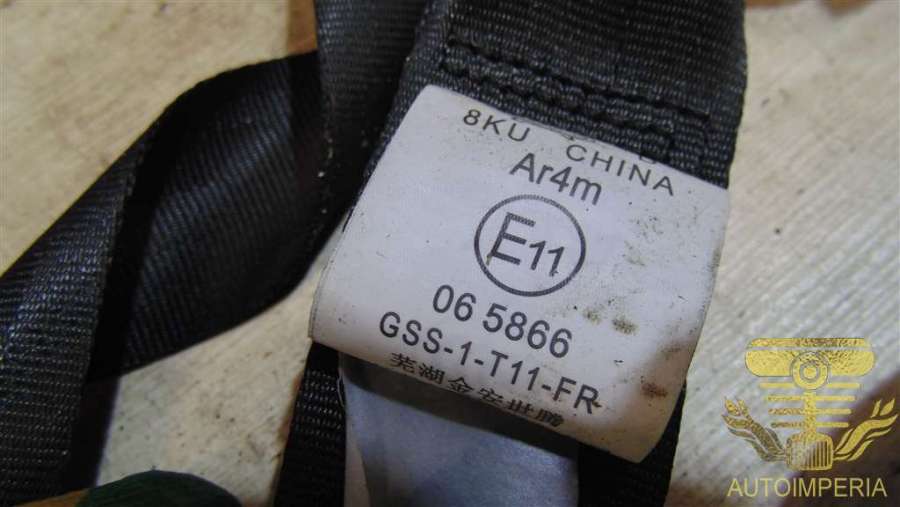 8KU
CHINA
Ar4m
E11
06 5866
GSS-1-T11-FR
芜湖金安世腾
AUTOIMPERIA